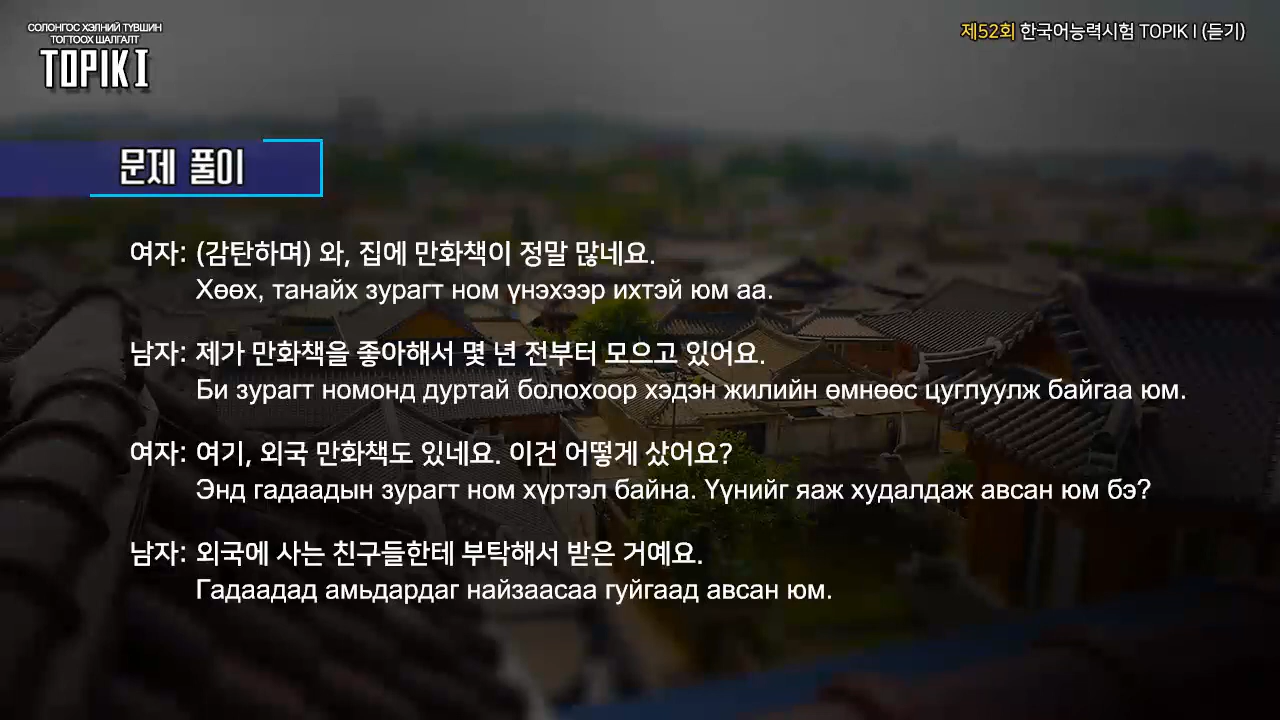 СОЛОНГОС ХЭЛНИЙ ТҮВШИН
ТОГТООХ ШАЛГАЛТ
TOPIK I
제52회 한국어능력시험 TOPIK I (듣기)
문제 풀이
여자: (감탄하며) 와, 집에 만화책이 정말 많네요.
Хөөх, танайх зурагт ном үнэхээр ихтэй юм аа.
남자: 제가 만화책을 좋아해서 몇 년 전부터 모으고 있어요.
Би зурагт номонд дуртай болохоор хэдэн жилийн өмнөөс цуглуулж байгаа юм.
여자: 여기, 외국 만화책도 있네요. 이건 어떻게 샀어요?
Энд гадаадын зурагт ном хүртэл байна. Үүнийг яаж худалдаж авсан юм бэ?
남자: 외국에 사는 친구들한테 부탁해서 받은 거예요.
Гадаадад амьдардаг найзаасаа гуйгаад авсан юм.